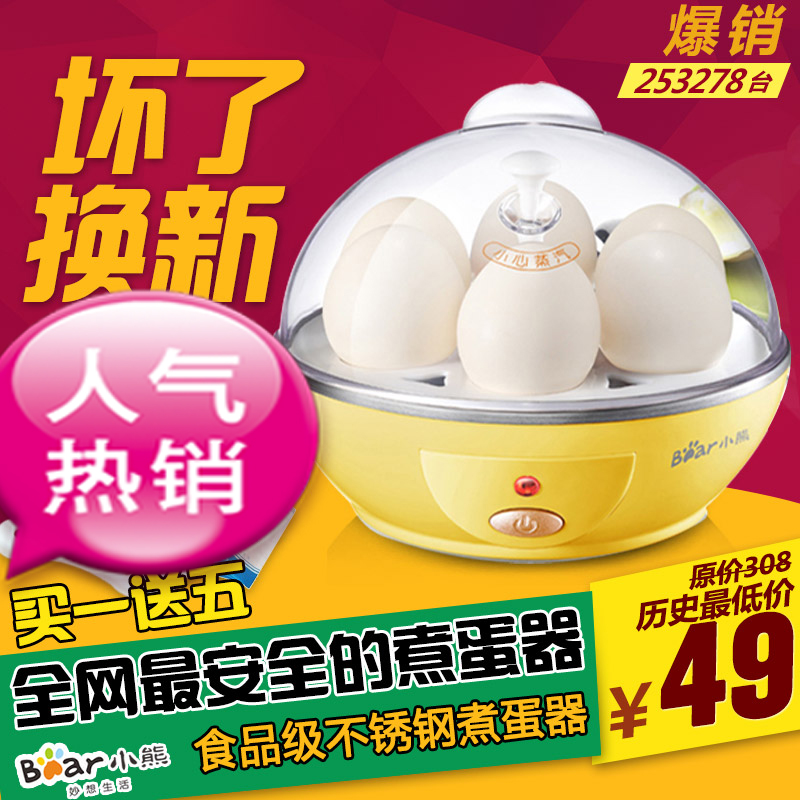 爆销
253278台
坏了
换新
小心蒸汽
人气
热销
Bear小熊
买一送五
原价308
历史最低价
¥49
全网最安全的煮蛋器
食品级不锈钢煮蛋器
Bear小熊
妙想生活